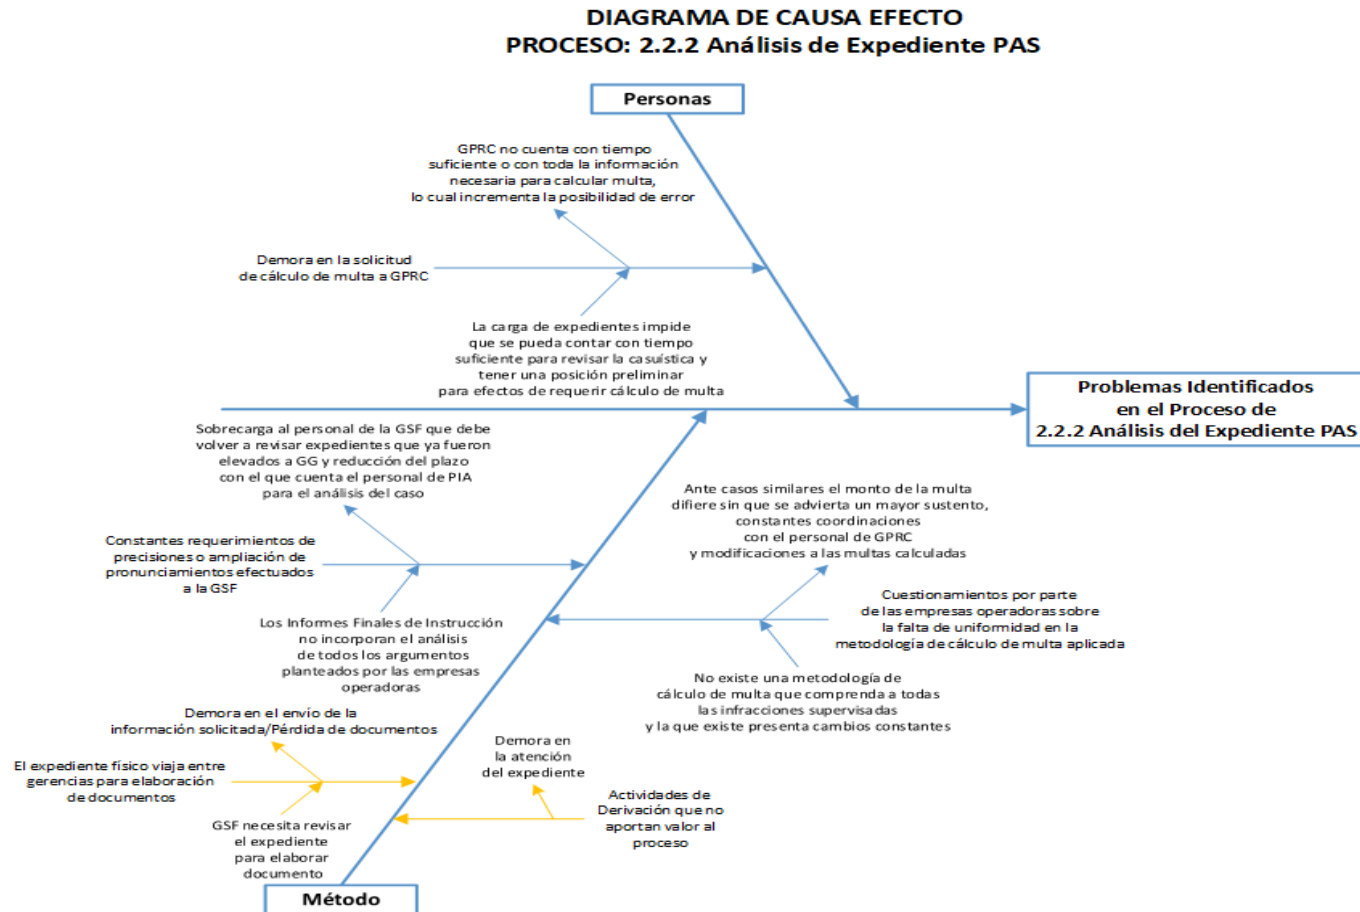 DIAGRAMA DE CAUSA EFECTO
PROCESO: 2.2.2 Análisis de Expediente PAS
Personas
GPRC no cuenta con tiempo
suficiente o con toda la información
necesaria para calcular multa,
lo cual incrementa la posibilidad de error
Demora en la solicitud
de cálculo de multa a GPRC
La carga de expedientes impide
que se pueda contar con tiempo
suficiente para revisar la casuística y
tener una posición preliminar
para efectos de requerir cálculo de multa
Problemas Identificados
en el Proceso de
2.2.2 Análisis del Expediente PAS
Sobrecarga al personal de la GSF que debe
volver a revisar expedientes que ya fueron
elevados a GG y reducción del plazo
con el que cuenta el personal de PIA
para el análisis del caso
Constantes requerimientos de
precisiones o ampliación de
pronunciamientos efectuados
a la GSF
Los Informes Finales de Instrucción
no incorporan el análisis
de todos los argumentos
planteados por las empresas
operadoras
Ante casos similares el monto de la multa
difiere sin que se advierta un mayor sustento,
constantes coordinaciones
con el personal de GPRC
y modificaciones a las multas calculadas
Cuestionamientos por parte
de las empresas operadoras sobre
la falta de uniformidad en la
metodología de cálculo de multa aplicada
No existe una metodología de
cálculo de multa que comprenda a todas
las infracciones supervisadas
y la que existe presenta cambios constantes
Demora en el envío de la
información solicitada/Pérdida de documentos
El expediente físico viaja entre
gerencias para elaboración
de documentos
GSF necesita revisar
el expediente
para elaborar
documento
Demora en
la atención
del expediente
Actividades de
Derivación que no
aportan valor al
proceso
Método